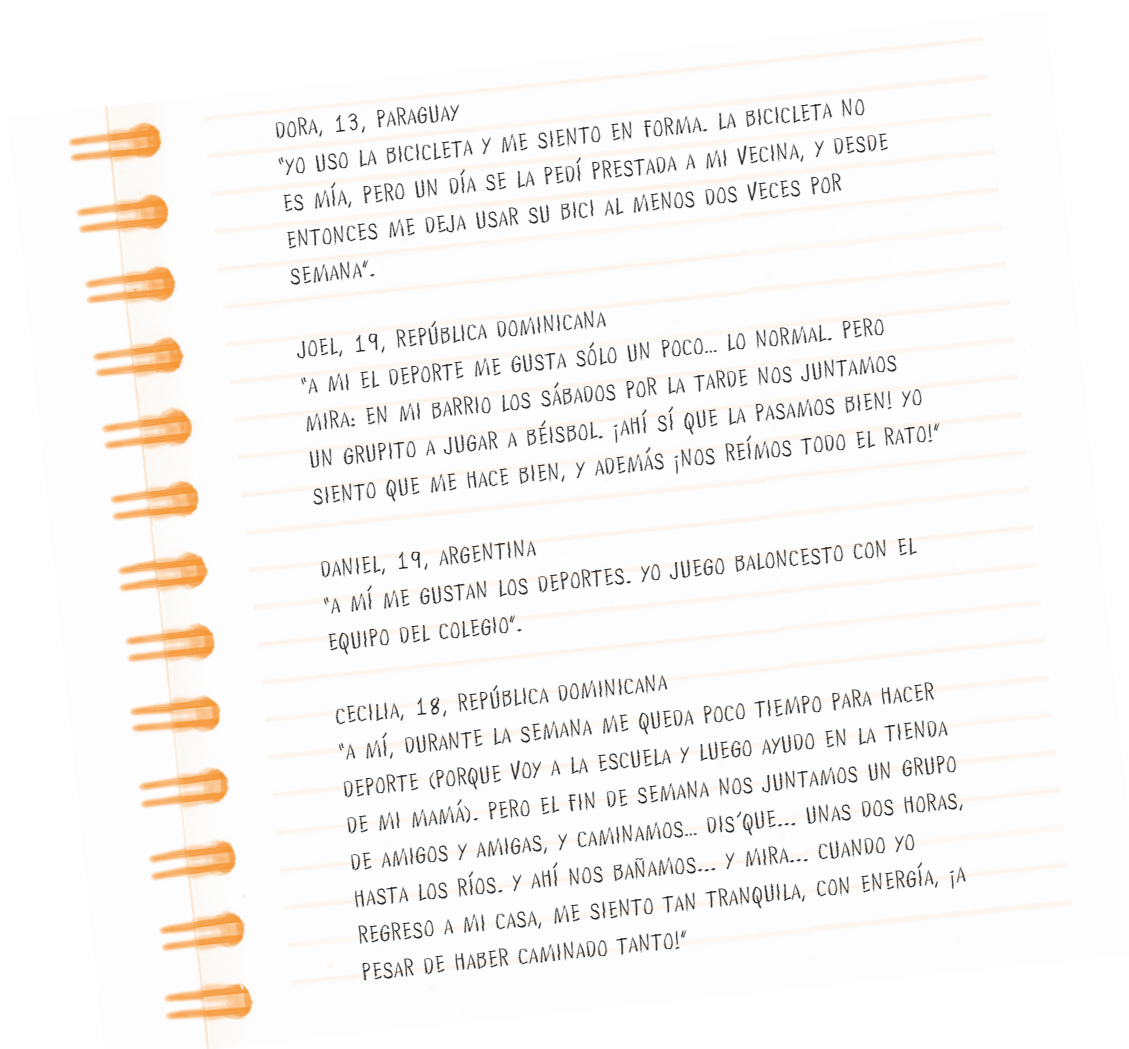 DORA, 13, PARAGUAY
"YO USO LA BICICLETA Y ME SIENTO EN FORMA. LA BICICLETA NO
ES MÍA, PERO UN DÍA SE LA PEDÍ PRESTADA A MI VECINA, Y DESDE
ENTONCES ME DEJA USAR SU BICI AL MENOS DOS VECES POR
SEMANA".
JOEL, 19, REPÚBLICA DOMINICANA
"A MI EL DEPORTE ME GUSTA SÓLO UN POCO... LO NORMAL. PERO
MIRA: EN MI BARRIO LOS SÁBADOS POR LA TARDE NOS JUNTAMOS
UN GRUPITO A JUGAR A BÉISBOL. ¡AHÍ SÍ QUE LA PASAMOS BIEN! YO
SIENTO QUE ME HACE BIEN, Y ADEMÁS ¡NOS REÍMOS TODO EL RATO!"
DANIEL, 19, ARGENTINA
"A MÍ ME GUSTAN LOS DEPORTES. YO JUEGO BALONCESTO CON EL
EQUIPO DEL COLEGIO".
CECILIA, 18, REPÚBLICA DOMINICANA
"A MÍ, DURANTE LA SEMANA ME QUEDA POCO TIEMPO PARA HACER
DEPORTE (PORQUE VOY A LA ESCUELA Y LUEGO AYUDO EN LA TIENDA
DE MI MAMÁ). PERO EL FIN DE SEMANA NOS JUNTAMOS UN GRUPO
DE AMIGOS Y AMIGAS, Y CAMINAMOS... DIS´QUE... UNAS DOS HORAS,
HASTA LOS RÍOS. Y AHÍ NOS BAÑAMOS... Y MIRA... CUANDO YO
REGRESO A MI CASA, ME SIENTO TAN TRANQUILA, CON ENERGÍA, ¡A
PESAR DE HABER CAMINADO TANTO!"